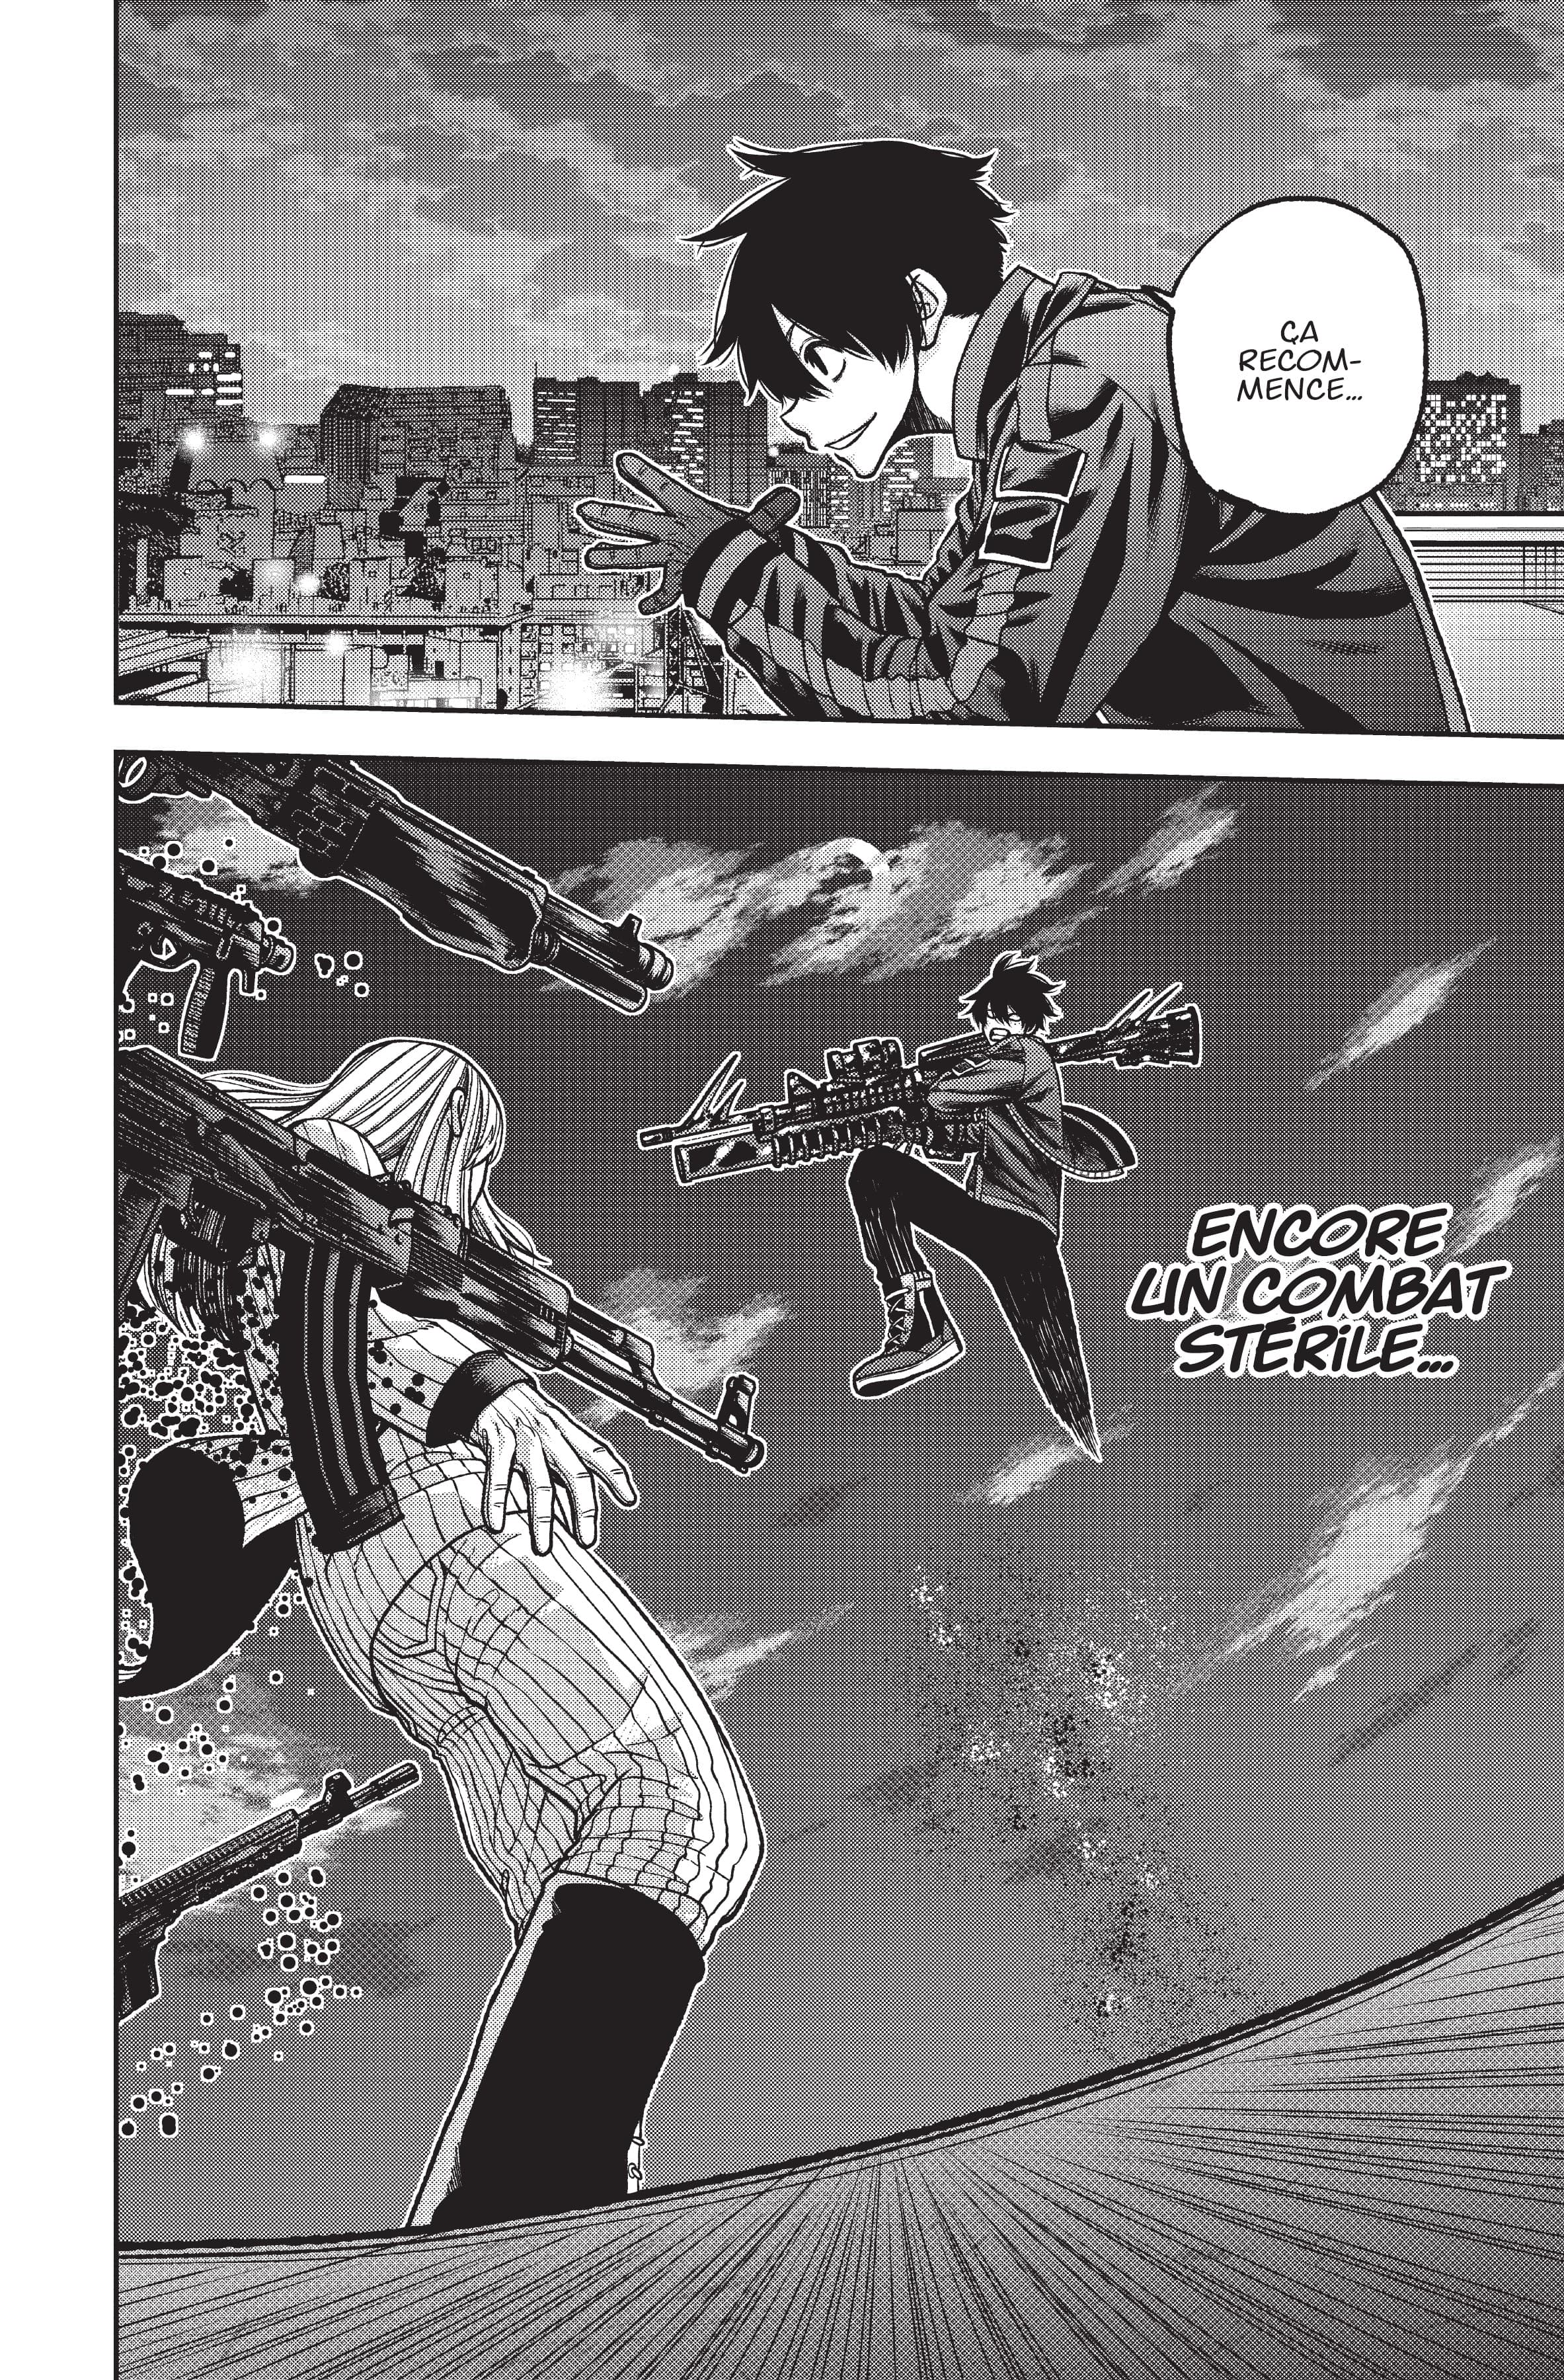 ÇA
RECOM-
MENCE...
ENCORE
UN COMBAT
STÉRiLE...